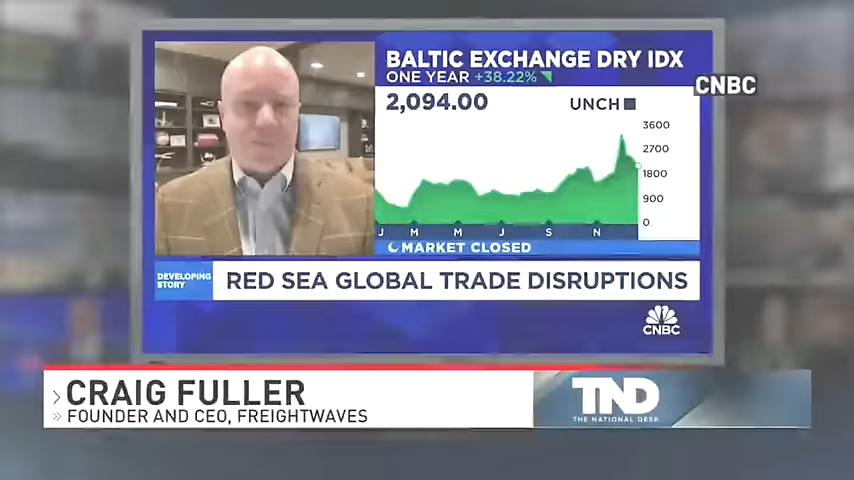 BALTIC EXCHANGE DRY IDX
ONE YEAR +38.22%
CNBC
2,094.00 UNCH
3600
2700
1800
900
0
J M M J S N
MARKET CLOSED
DEVELOPING
STORY
RED SEA GLOBAL TRADE DISRUPTIONS
CNBC
CRAIG FULLER
FOUNDER AND CEO, FREIGHTWAVES
TND
THE NATIONAL DESK